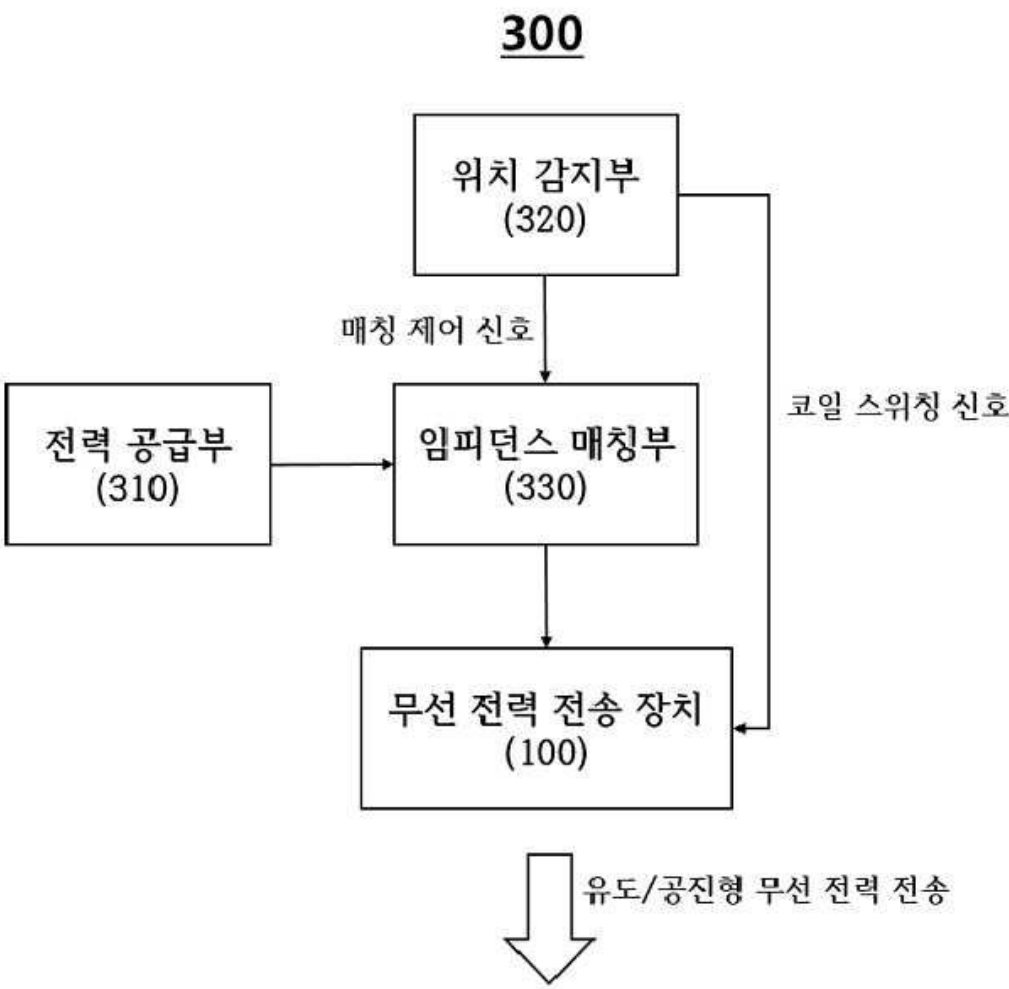 300
위치 감지부
(320)
매칭 제어 신호
코일 스위칭 신호
전력 공급부
(310)
임피던스 매칭부
(330)
무선 전력 전송 장치
(100)
유도/공진형 무선 전력 전송